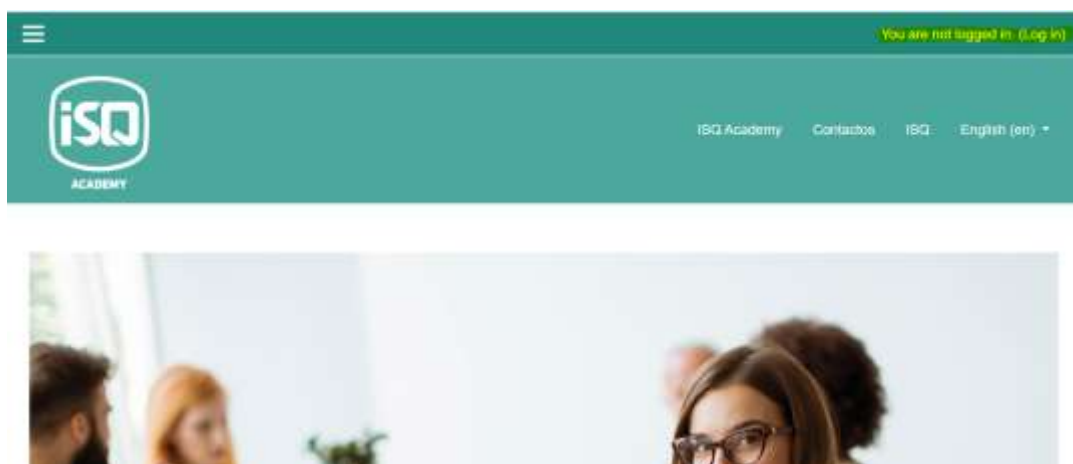 You are not logged in. (Log in)
iSQ
ACADEMY
ISQ Academy Contactos ISQ English (en)